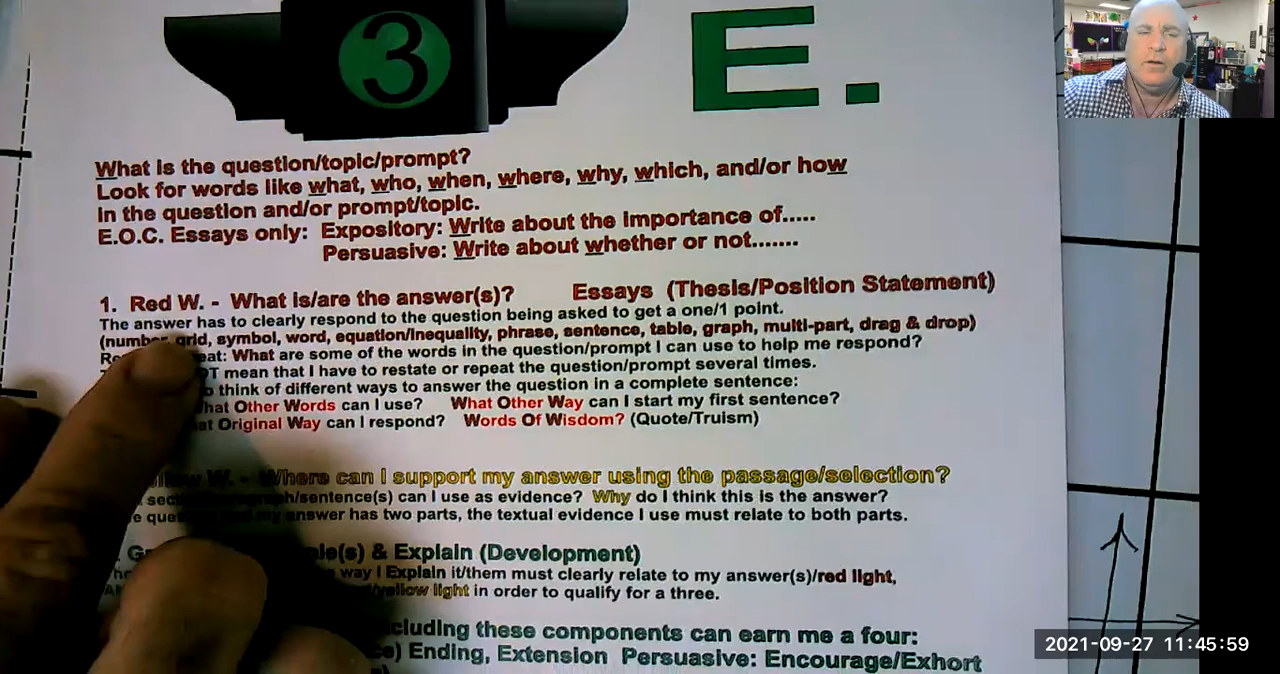 3
E.
What is the question/topic/prompt?
Look for words like what, who, when, where, why, which, and/or how
In the question and/or prompt/topic.
E.O.C. Essays only: Expository: Write about the importance of.....
Persuasive: Write about whether or not.......
1. Red W. - What is/are the answer(s)? Essays (Thesis/Position Statement)
The answer has to clearly respond to the question being asked to get a one/1 point.
(number, grid, symbol, word, equation/inequality, phrase, sentence, table, graph, multi-part, drag & drop)
What are some of the words in the question/prompt I can use to help me respond?
mean that I have to restate or repeat the question/prompt several times.
think of different ways to answer the question in a complete sentence:
Other Words can I use? What Other Way can I start my first sentence?
Original Way can I respond? Words Of Wisdom? (Quote/Truism)
W. - Where can I support my answer using the passage/selection?
can I use as evidence? Why do I think this is the answer?
answer has two parts, the textual evidence I use must relate to both parts.
& Explain (Development)
way I Explain it/them must clearly relate to my answer(s)/red light,
light in order to qualify for a three.
these components can earn me a four:
Ending, Extension Persuasive: Encourage/Exhort
2021-09-27 11:45:59